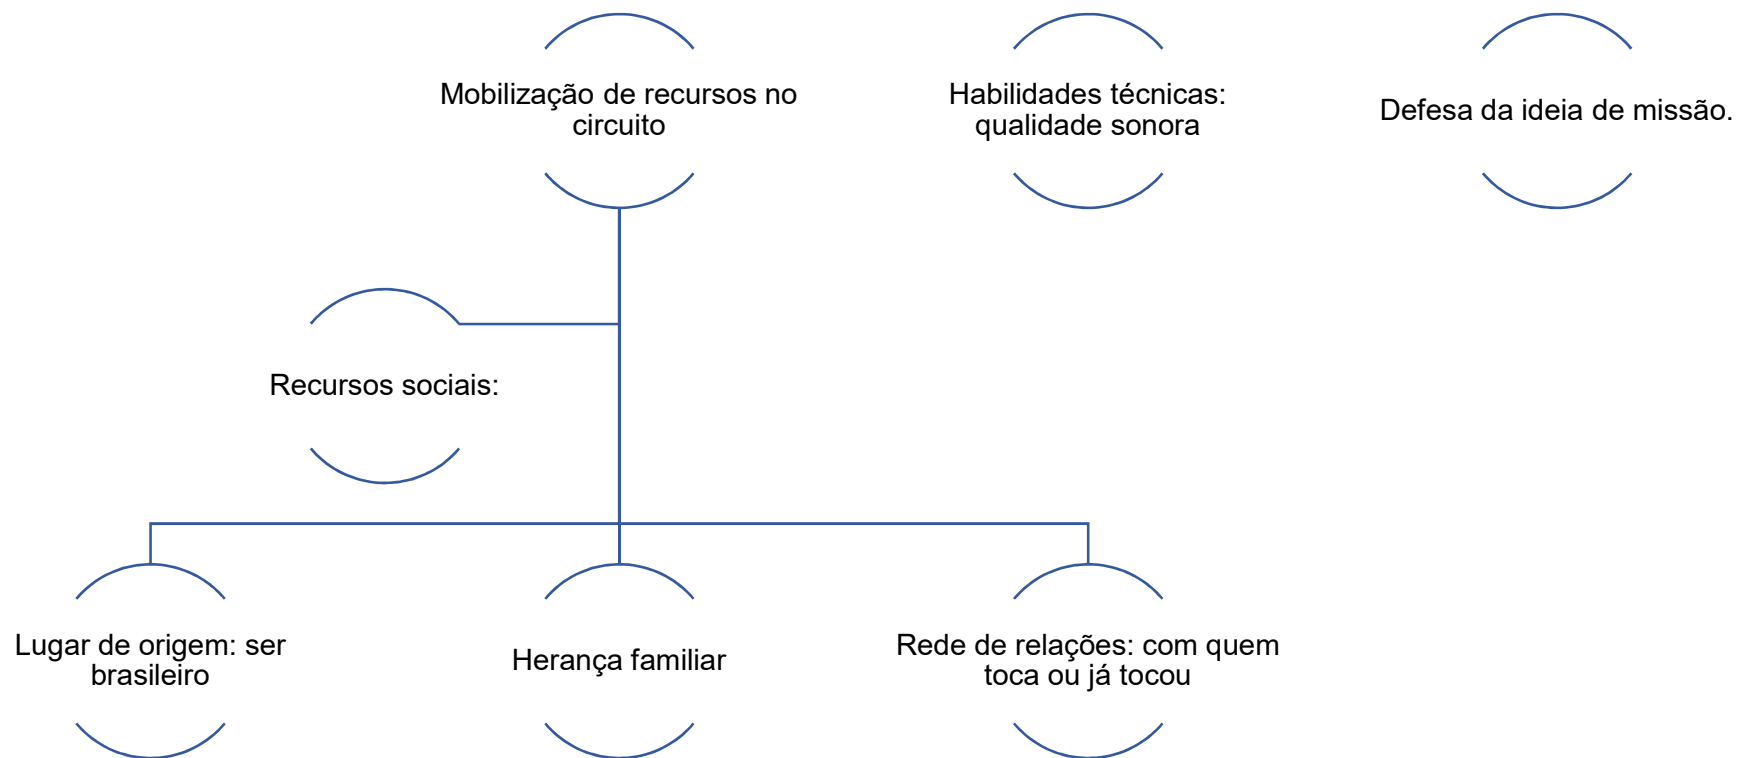 Mobilização de recursos no
circuito
Habilidades técnicas:
qualidade sonora
Defesa da ideia de missão.
Recursos sociais:
Lugar de origem: ser
brasileiro
Herança familiar
Rede de relações: com quem
toca ou já tocou